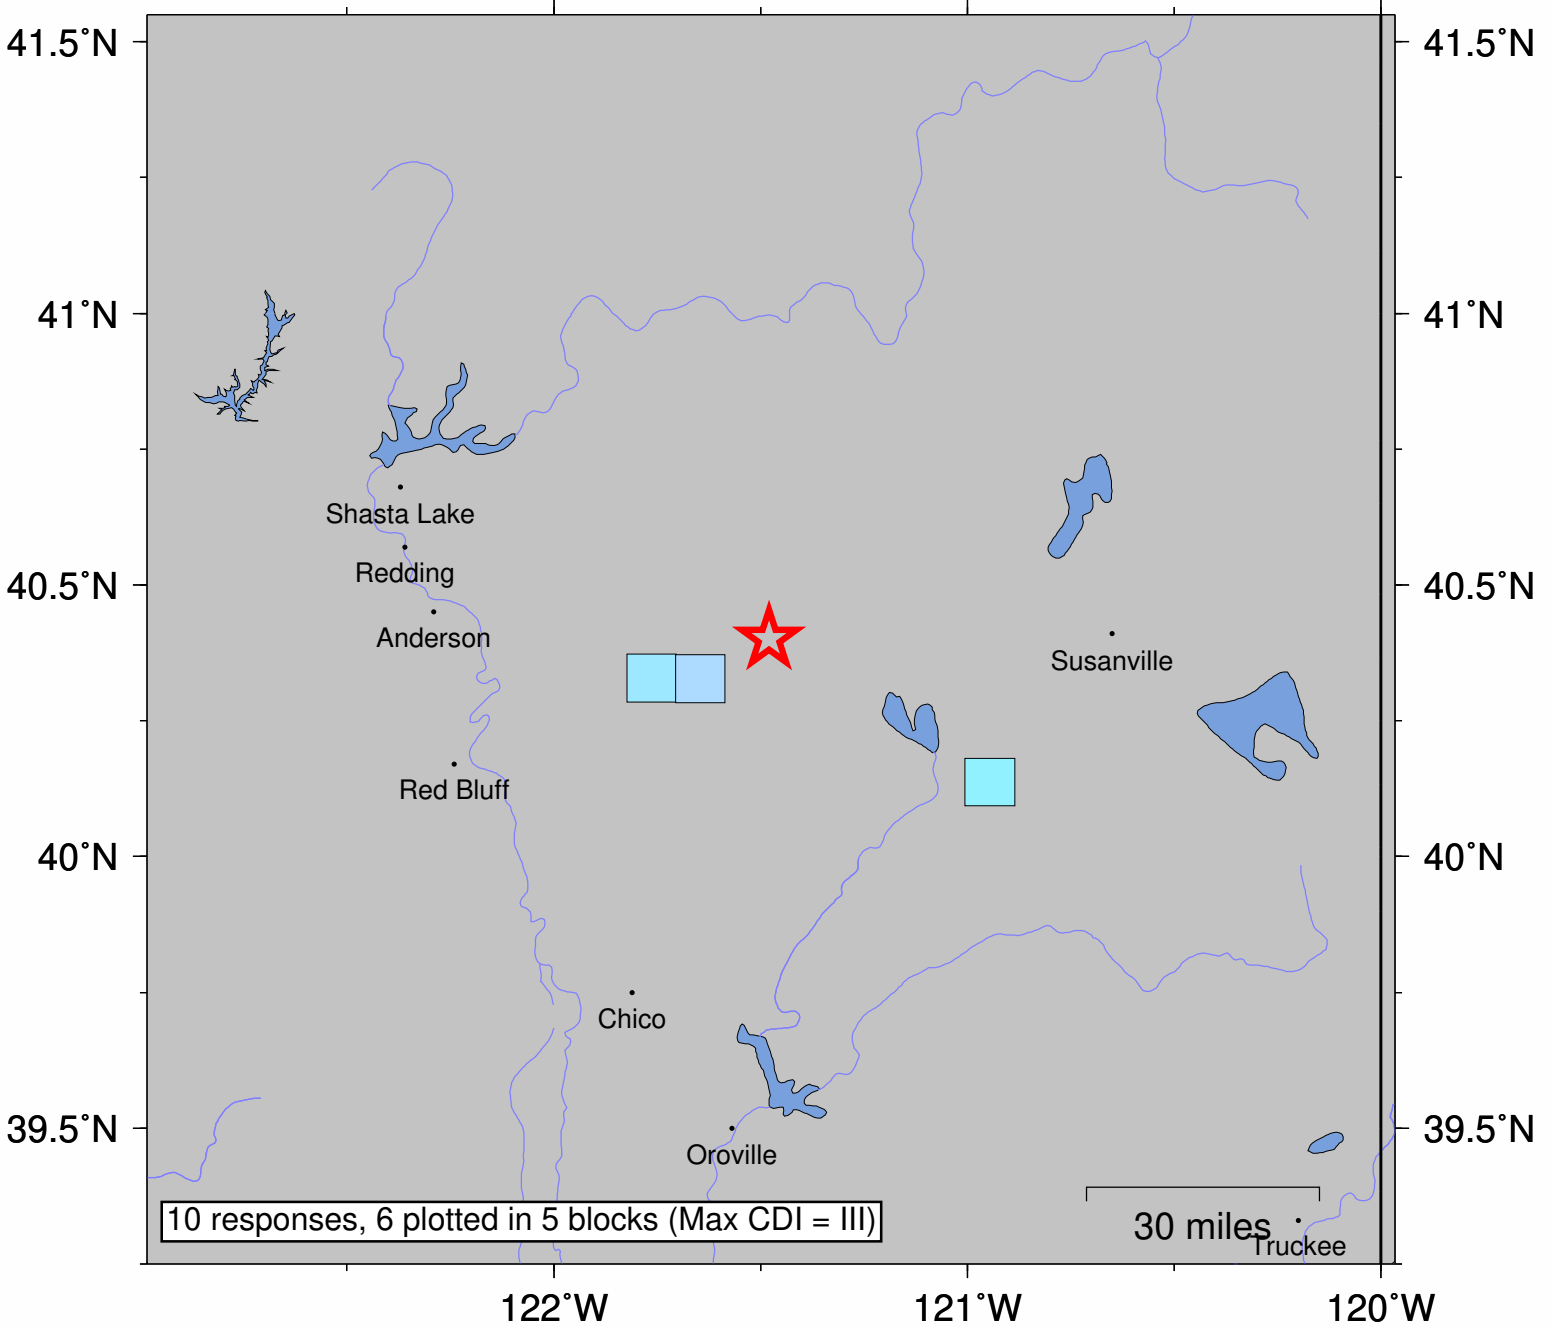 41.5˚N 41.5˚N
41˚N 41˚N
Shasta Lake
Redding
40.5˚N 40.5˚N
Anderson
Susanville
Red Bluff
40˚N 40˚N
Chico
39.5˚N 39.5˚N
Oroville
10 responses, 6 plotted in 5 blocks (Max CDI = III)
30 miles
Truckee
122˚W 121˚W 120˚W